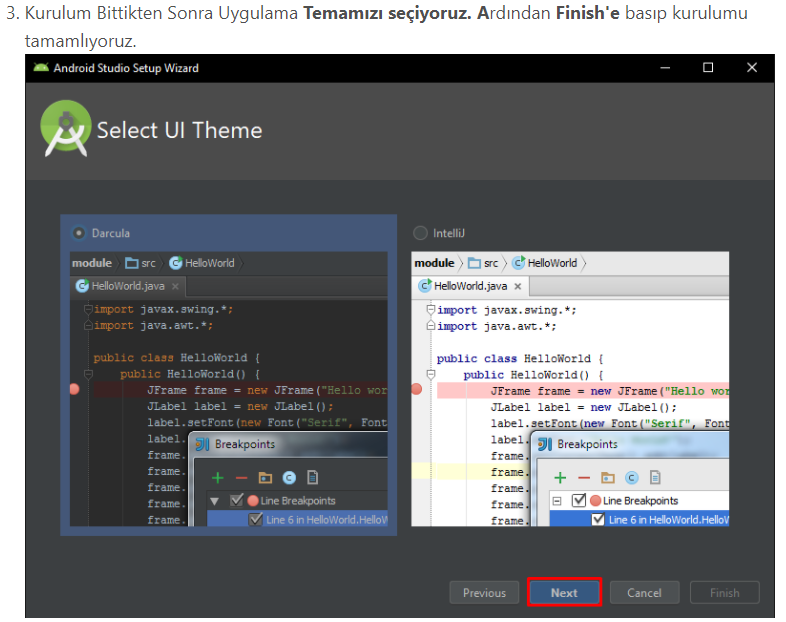 3. Kurulum Bittikten Sonra Uygulama Temamızı seçiyoruz. Ardından Finish'e basıp kurulumu
tamamlıyoruz.
Android Studio Setup Wizard
Select UI Theme
Darcula
module src HelloWorld
HelloWorld.java
import javax.swing.*;
import java.awt.*;
public class HelloWorld {
public HelloWorld() {
JFrame frame = new JFrame("Hello wor
JLabel label = new JLabel();
label.setFont(new Font("Serif", Font
label.
frame.
frame.
frame.
frame.
frame.
Breakpoints
Line Breakpoints
Line 6 in HelloWorld.HelloW
IntelliJ
module src HelloWorld
HelloWorld.java
import javax.swing.*;
import java.awt.*;
public class HelloWorld {
public HelloWorld() {
JFrame frame = new JFrame("Hello wor
JLabel label = new JLabel();
label.setFont(new Font("Serif", Font
label.
frame.
frame.
frame.
frame.
frame.
Breakpoints
Line Breakpoints
Line 6 in HelloWorld.HelloW
Previous Next Cancel Finish